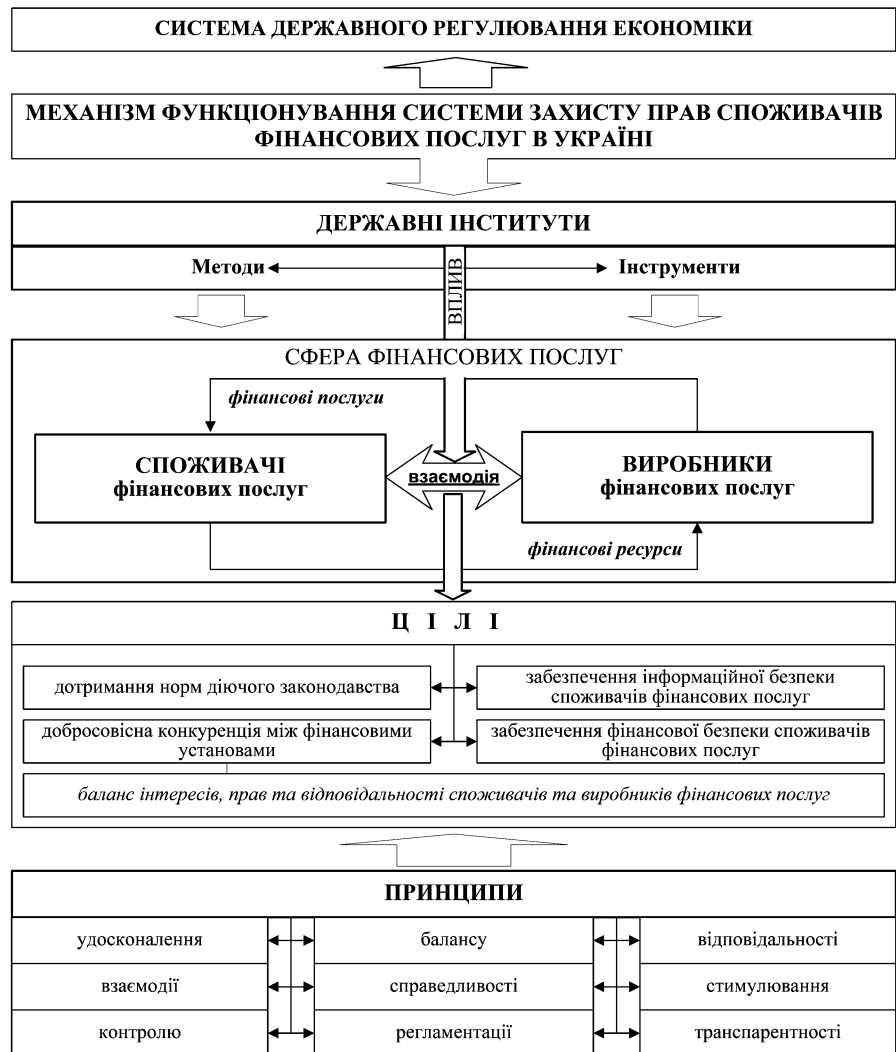 СИСТЕМА ДЕРЖАВНОГО РЕГУЛЮВАННЯ ЕКОНОМІКИ
МЕХАНІЗМ ФУНКЦІОНУВАННЯ СИСТЕМИ ЗАХИСТУ ПРАВ СПОЖИВАЧІВ
ФІНАНСОВИХ ПОСЛУГ В УКРАЇНІ
ДЕРЖАВНІ ІНСТИТУТИ
Методи
ВПЛИВ
Інструменти
СФЕРА ФІНАНСОВИХ ПОСЛУГ
фінансові послуги
СПОЖИВАЧІ
фінансових послуг
взаємодія
ВИРОБНИКИ
фінансових послуг
фінансові ресурси
Ц І Л І
дотримання норм діючого законодавства
забезпечення інформаційної безпеки
споживачів фінансових послуг
добросовісна конкуренція між фінансовими
установами
забезпечення фінансової безпеки споживачів
фінансових послуг
баланс інтересів, прав та відповідальності споживачів та виробників фінансових послуг
ПРИНЦИПИ
удосконалення
балансу
відповідальності
взаємодії
справедливості
стимулювання
контролю
регламентації
транспарентності